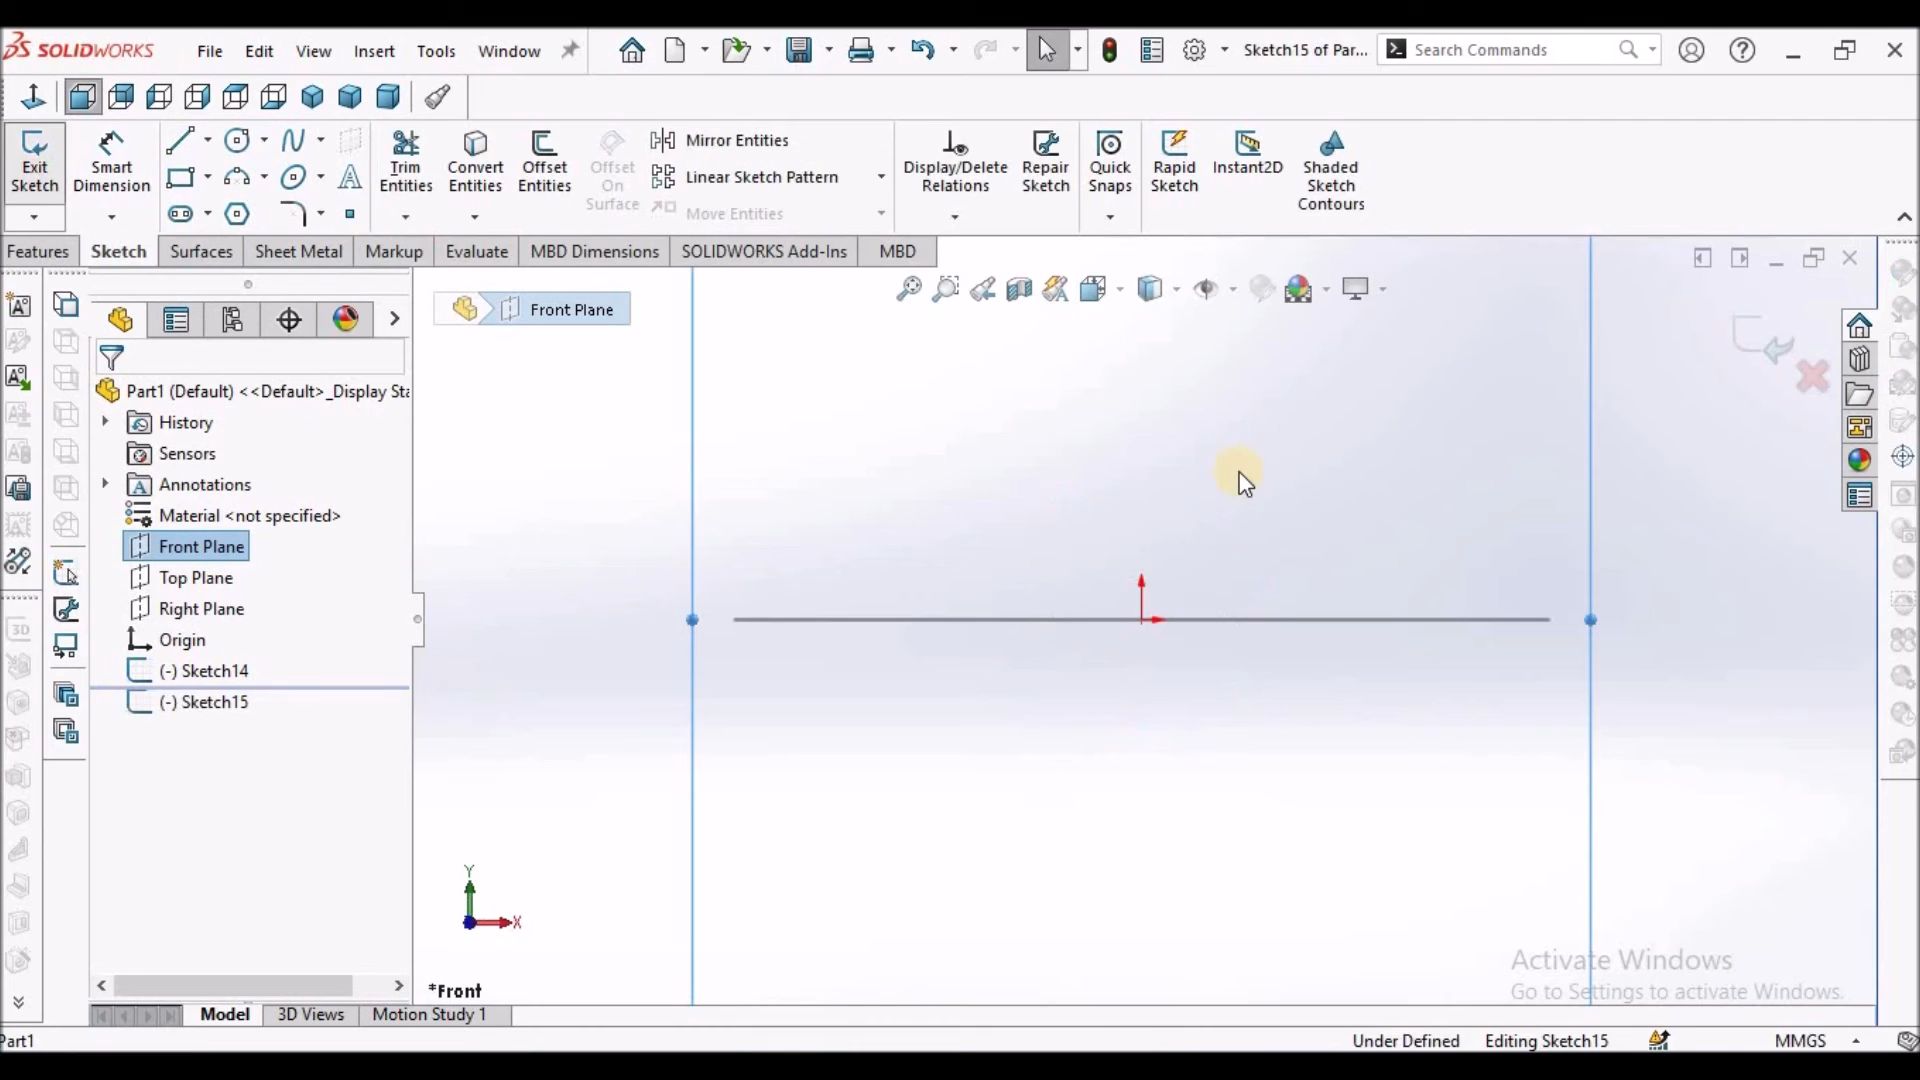 SOLIDWORKS File Edit View Insert Tools Window Sketch15 of Par... Search Commands
Exit Sketch
Smart Dimension
Trim Entities
Convert Entities
Offset Entities
Offset On Surface
Mirror Entities
Linear Sketch Pattern
Move Entities
Display/Delete Relations
Repair Sketch
Quick Snaps
Rapid Sketch
Instant2D
Shaded Sketch Contours
Features Sketch Surfaces Sheet Metal Markup Evaluate MBD Dimensions SOLIDWORKS Add-Ins MBD
Front Plane
Part1 (Default) <<Default>_Display Sta
History
Sensors
Annotations
Material <not specified>
Front Plane
Top Plane
Right Plane
Origin
(-) Sketch14
(-) Sketch15
Y
X
*Front
Activate Windows
Go to Settings to activate Windows.
Model 3D Views Motion Study 1
Part1 Under Defined Editing Sketch15 MMGS